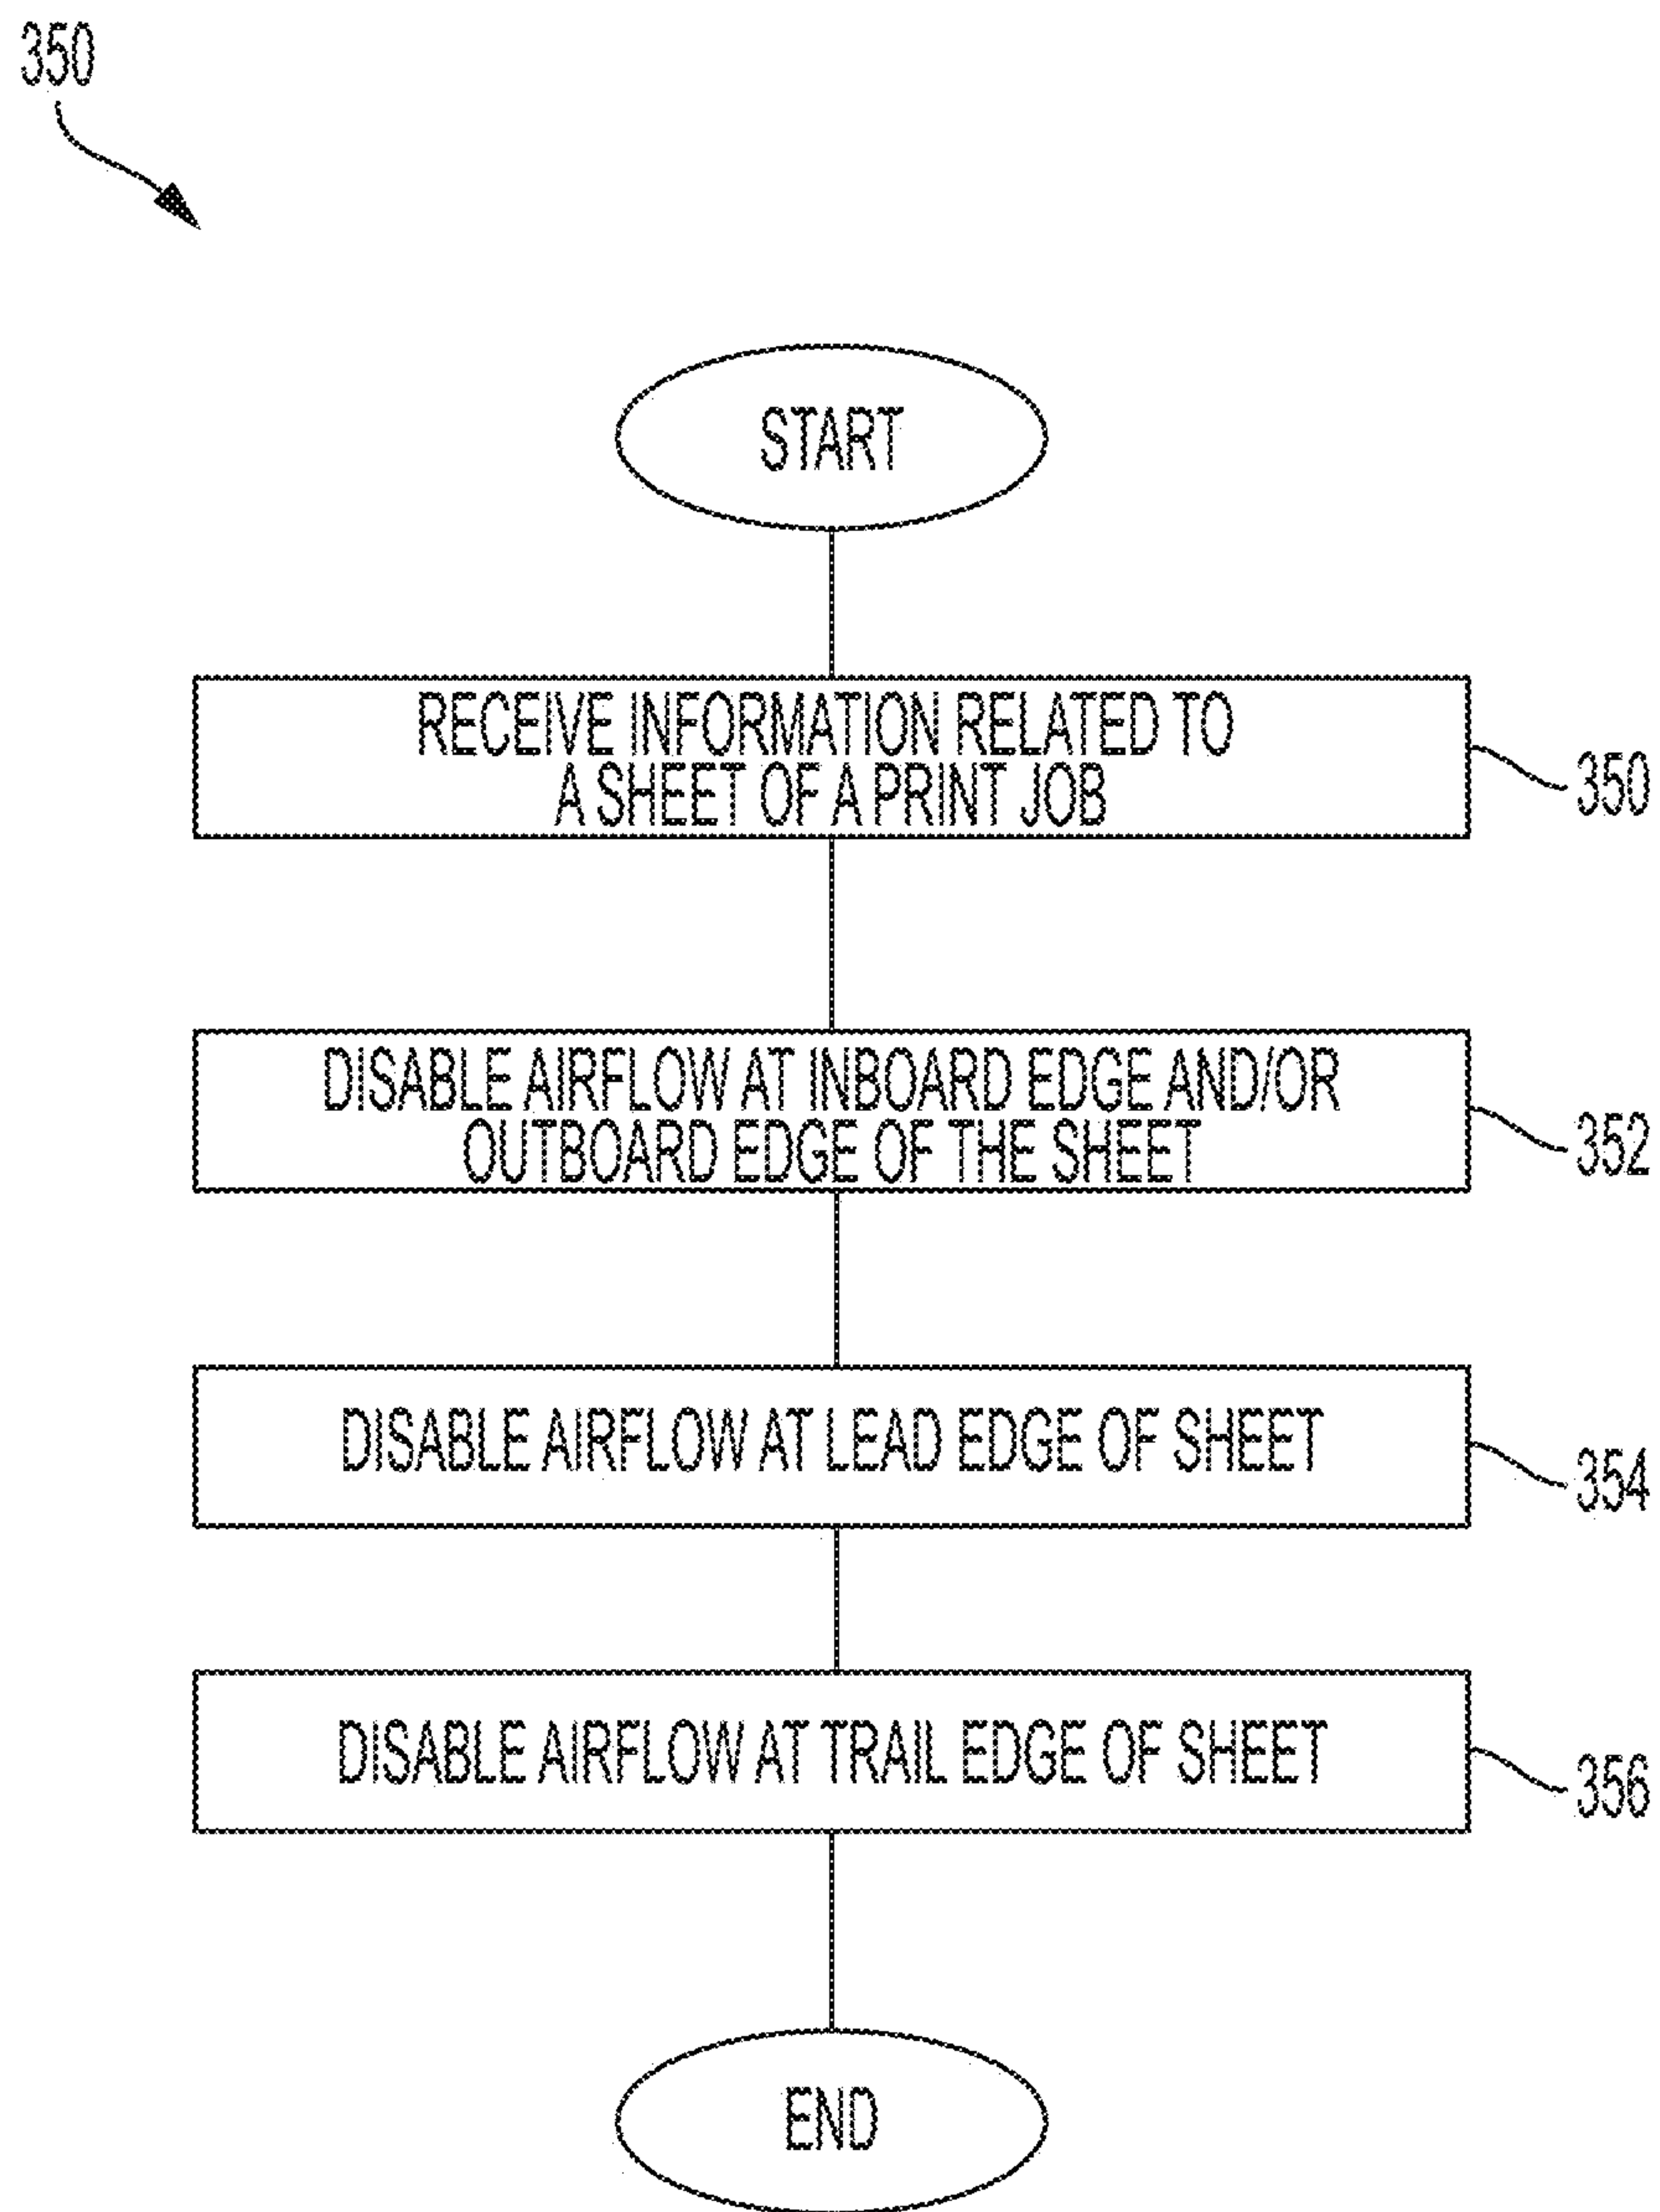 350
START
RECEIVE INFORMATION RELATED TO
A SHEET OF A PRINT JOB
350
DISABLE AIRFLOW AT INBOARD EDGE AND/OR
OUTBOARD EDGE OF THE SHEET
352
DISABLE AIRFLOW AT LEAD EDGE OF SHEET
354
DISABLE AIRFLOW AT TRAIL EDGE OF SHEET
356
END